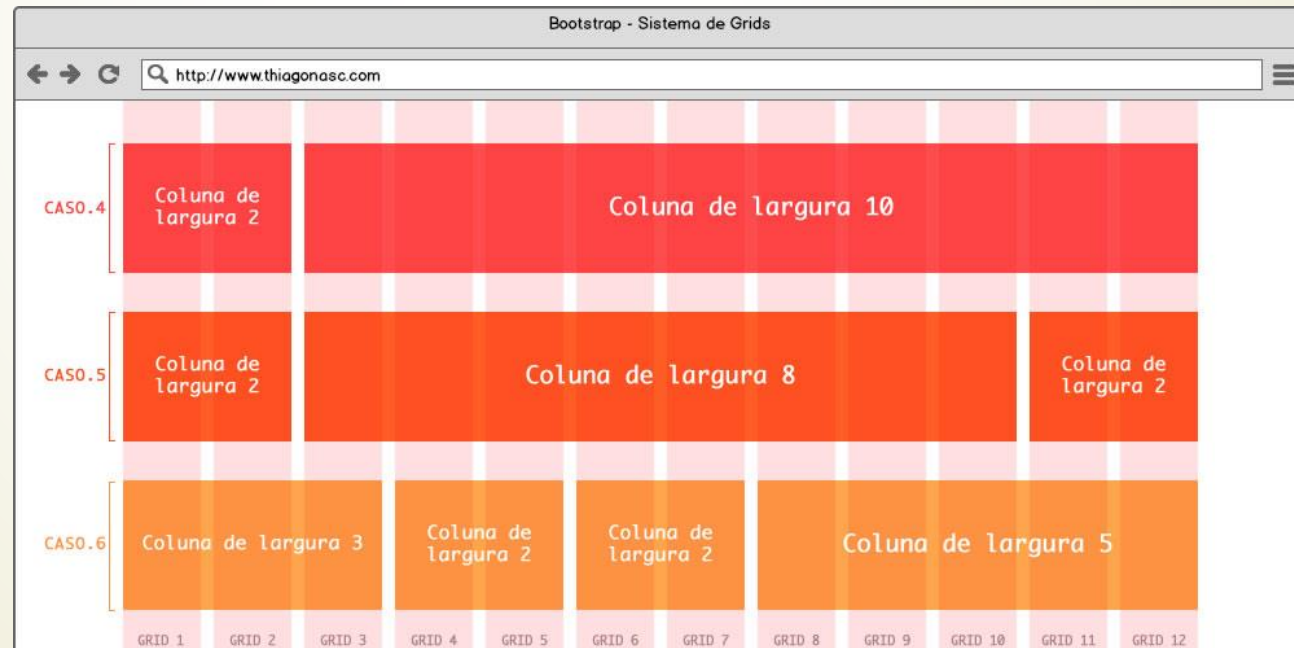 Bootstrap - Sistema de Grids
http://www.thiagonasc.com
CASO.4
Coluna de
largura 2
Coluna de largura 10
CASO.5
Coluna de
largura 2
Coluna de largura 8
Coluna de
largura 2
CASO.6
Coluna de largura 3
Coluna de
largura 2
Coluna de
largura 2
Coluna de largura 5
GRID 1 GRID 2 GRID 3 GRID 4 GRID 5 GRID 6 GRID 7 GRID 8 GRID 9 GRID 10 GRID 11 GRID 12